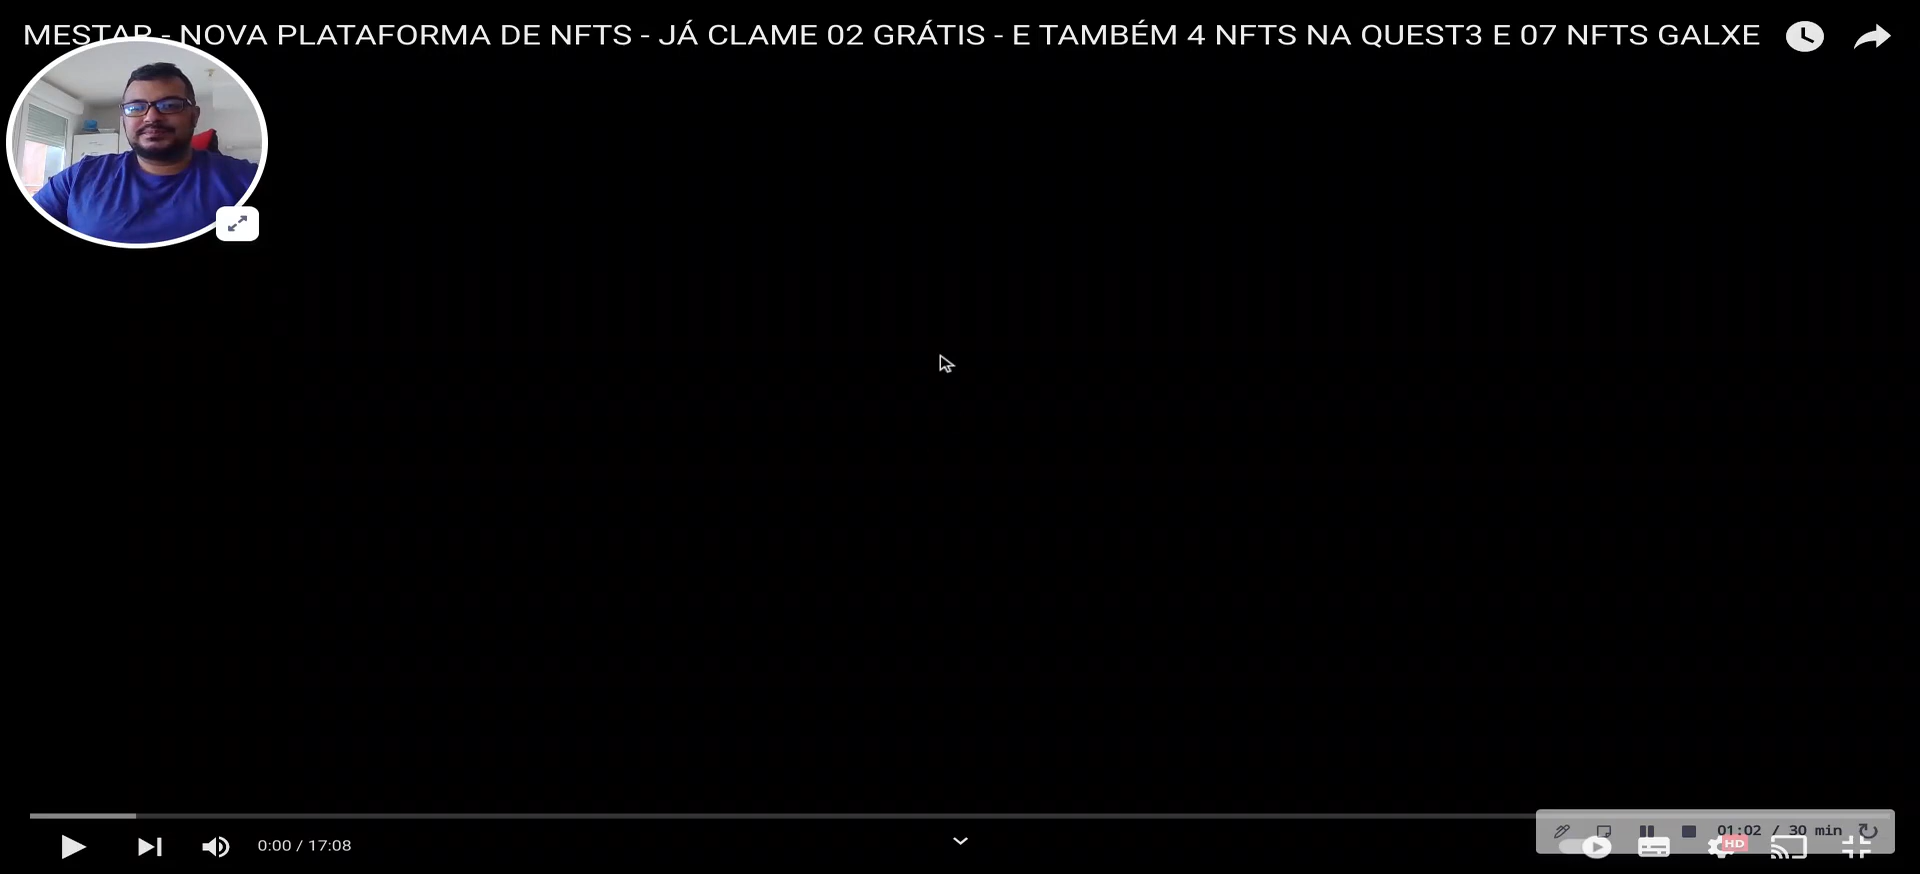 MESTAR - NOVA PLATAFORMA DE NFTS - JÁ CLAME 02 GRÁTIS - E TAMBÉM 4 NFTS NA QUEST3 E 07 NFTS GALXE
0:00 / 17:08
01:02 / 30 min
HD